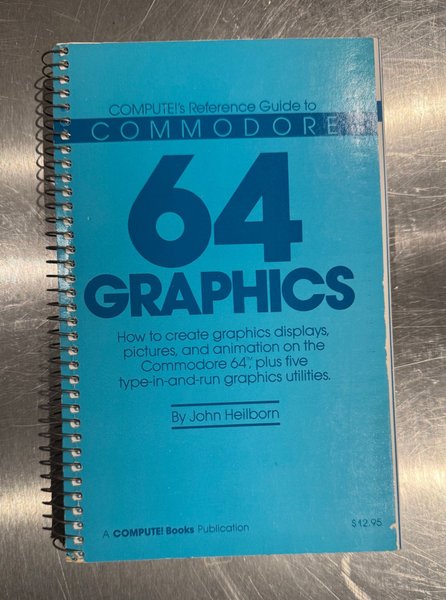 COMPUTE!'s Reference Guide to
COMMODORE
64
GRAPHICS
How to create graphics displays,
pictures, and animation on the
Commodore 64™, plus five
type-in-and-run graphics utilities.
By John Heilborn
A COMPUTE! Books Publication
$12.95